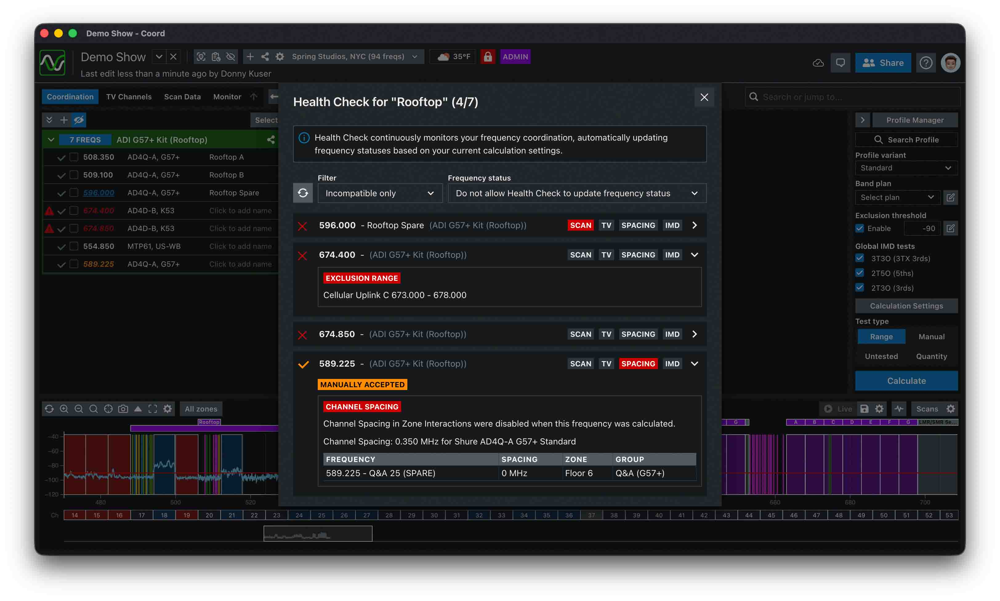 Demo Show - Coord
Demo Show
Spring Studios, NYC (94 freqs)
35°F
ADMIN
Share
Last edit less than a minute ago by Donny Kuser
Coordination
TV Channels
Scan Data
Monitor
Search or jump to...
Select
7 FREQS
ADI G57+ Kit (Rooftop)
508.350 AD4Q-A, G57+ Rooftop A
509.100 AD4Q-A, G57+ Rooftop B
596.000 AD4Q-A, G57+ Rooftop Spare
674.400 AD4D-B, K53 Click to add name
674.850 AD4D-B, K53 Click to add name
554.850 MTP61, US-WB Click to add name
589.225 AD4Q-A, G57+ Click to add name
Health Check for "Rooftop" (4/7)
Health Check continuously monitors your frequency coordination, automatically updating
frequency statuses based on your current calculation settings.
Filter
Frequency status
Incompatible only
Do not allow Health Check to update frequency status
596.000 - Rooftop Spare (ADI G57+ Kit (Rooftop)) SCAN TV SPACING IMD
674.400 - (ADI G57+ Kit (Rooftop)) SCAN TV SPACING IMD
EXCLUSION RANGE
Cellular Uplink C 673.000 - 678.000
674.850 - (ADI G57+ Kit (Rooftop)) SCAN TV SPACING IMD
589.225 - (ADI G57+ Kit (Rooftop)) SCAN TV SPACING IMD
MANUALLY ACCEPTED
CHANNEL SPACING
Channel Spacing in Zone Interactions were disabled when this frequency was calculated.
Channel Spacing: 0.350 MHz for Shure AD4Q-A G57+ Standard
FREQUENCY SPACING ZONE GROUP
589.225 - Q&A 25 (SPARE) 0 MHz Floor 6 Q&A (G57+)
Profile Manager
Search Profile
Profile variant
Standard
Band plan
Select plan
Exclusion threshold
Enable -90
Global IMD tests
3T3O (3TX 3rds)
2T5O (5ths)
2T3O (3rds)
Calculation Settings
Test type
Range Manual
Untested Quantity
Calculate
All zones
Live
Scans
Rooftop
G A B C D E F G LMR/SMR Se...
-40
-60
-80
-100
-120
480 500 520 660 680 700
Ch 14 15 16 17 18 19 20 21 22 23 24 25 26 27 28 29 30 31 32 33 34 35 36 37 38 39 40 41 42 43 44 45 46 47 48 49 50 51 52 53